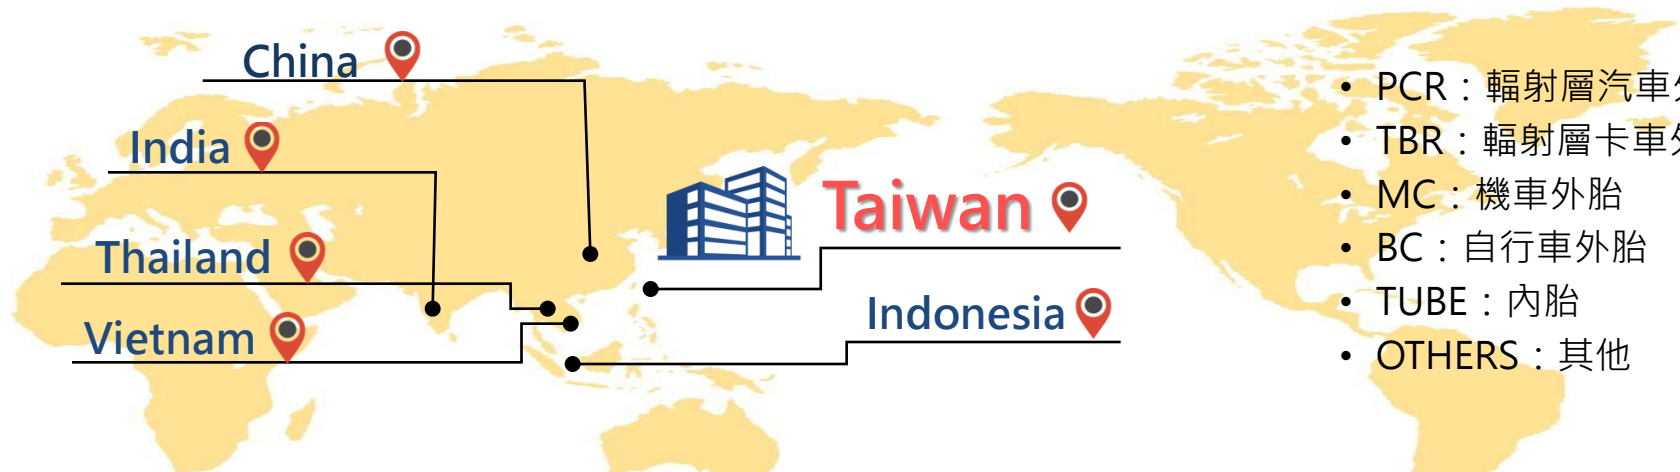 China
India
Thailand
Vietnam
Taiwan
Indonesia
• PCR：輻射層汽車
• TBR：輻射層卡車
• MC：機車外胎
• BC：自行車外胎
• TUBE：內胎
• OTHERS：其他